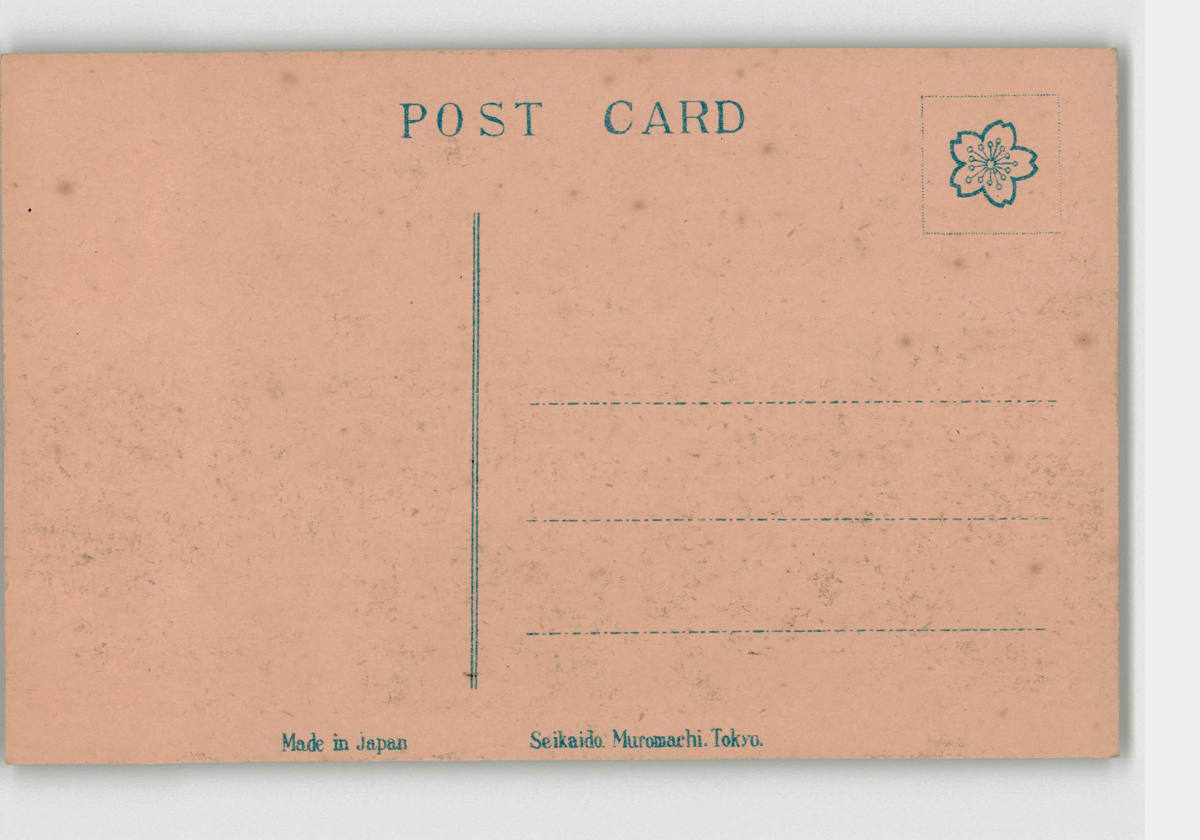 POST CARD
Made in Japan
Seikaido. Muromachi. Tokyo.